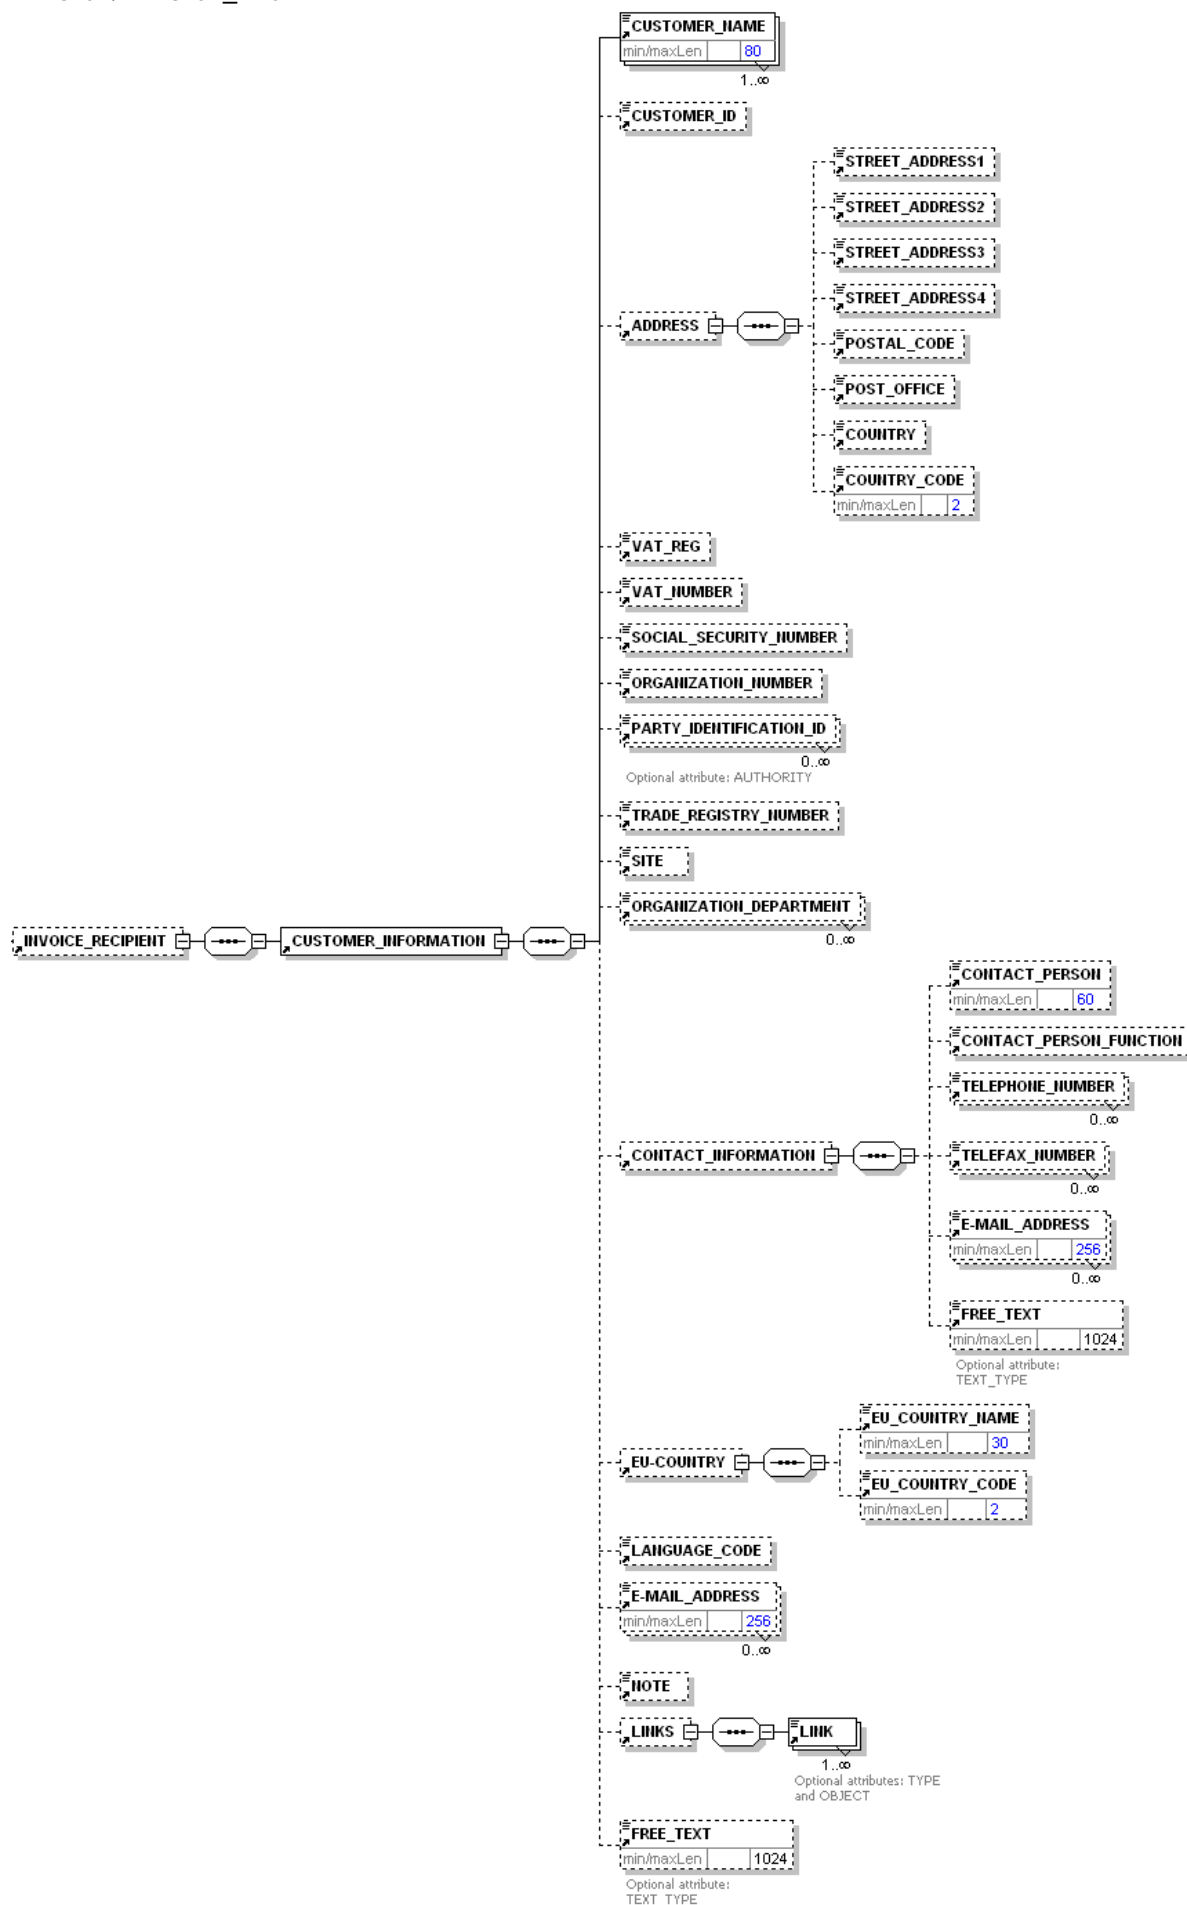 CUSTOMER_NAME
min/maxLen 80
1..∞
CUSTOMER_ID
STREET_ADDRESS1
STREET_ADDRESS2
STREET_ADDRESS3
STREET_ADDRESS4
ADDRESS
POSTAL_CODE
POST_OFFICE
COUNTRY
COUNTRY_CODE
min/maxLen 2
VAT_REG
VAT_NUMBER
SOCIAL_SECURITY_NUMBER
ORGANIZATION_NUMBER
PARTY_IDENTIFICATION_ID
0..∞
Optional attribute: AUTHORITY
TRADE_REGISTRY_NUMBER
SITE
ORGANIZATION_DEPARTMENT
0..∞
INVOICE_RECIPIENT
CUSTOMER_INFORMATION
CONTACT_PERSON
min/maxLen 60
CONTACT_PERSON_FUNCTION
TELEPHONE_NUMBER
0..∞
CONTACT_INFORMATION
TELEFAX_NUMBER
0..∞
E-MAIL_ADDRESS
min/maxLen 256
0..∞
FREE_TEXT
min/maxLen 1024
Optional attribute:
TEXT_TYPE
EU_COUNTRY_NAME
min/maxLen 30
EU-COUNTRY
EU_COUNTRY_CODE
min/maxLen 2
LANGUAGE_CODE
E-MAIL_ADDRESS
min/maxLen 256
0..∞
NOTE
LINKS
LINK
1..∞
Optional attributes: TYPE
and OBJECT
FREE_TEXT
min/maxLen 1024
Optional attribute:
TEXT_TYPE